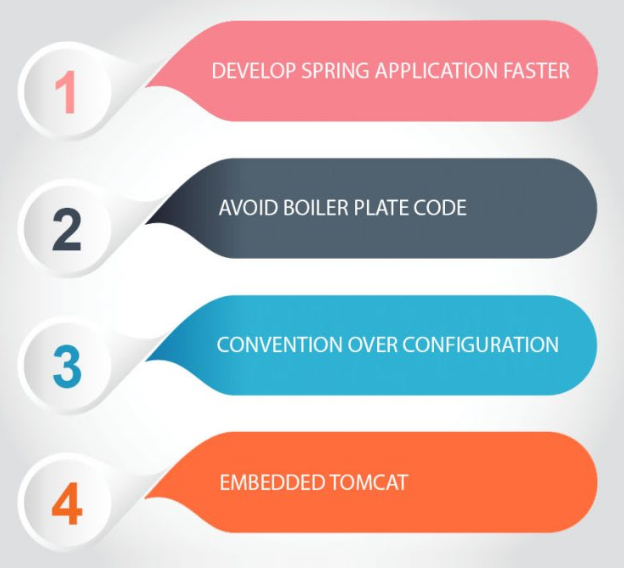 1
DEVELOP SPRING APPLICATION FASTER
2
AVOID BOILER PLATE CODE
3
CONVENTION OVER CONFIGURATION
4
EMBEDDED TOMCAT